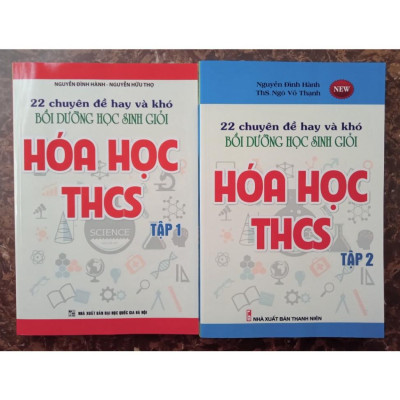 NGUYỄN ĐÌNH HÀNH - NGUYỄN HỮU THỌ
22 chuyên đề hay và khó
BỒI DƯỠNG HỌC SINH GIỎI
HÓA HỌC
THCS
TẬP 1
SCIENCE
NHÀ XUẤT BẢN ĐẠI HỌC QUỐC GIA HÀ NỘI
Nguyễn Đình Hành
ThS. Ngô Võ Thạnh
NEW
22 chuyên đề hay và khó
BỒI DƯỠNG HỌC SINH GIỎI
HÓA HỌC
THCS
TẬP 2
NHÀ XUẤT BẢN THANH NIÊN